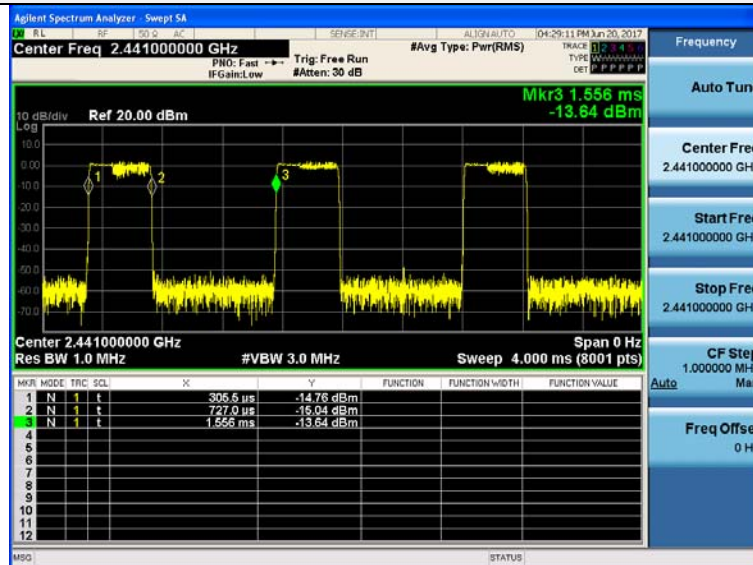 Agilent Spectrum Analyzer - Swept SA
RL RF 50 Ω AC SENSE:INT ALIGNAUTO 04:29:11 PM Jun 20, 2017
Center Freq 2.441000000 GHz #Avg Type: Pwr(RMS) TRACE 1 2 3 4 5 6
PNO: Fast Trig: Free Run TYPE
IFGain:Low #Atten: 30 dB DET P P P P P P
Mkr3 1.556 ms
10 dB/div Ref 20.00 dBm -13.64 dBm
Log
10.0
0.00
1 2 3
-10.0
-20.0
-30.0
-40.0
-50.0
-60.0
-70.0
Center 2.441000000 GHz Span 0 Hz
Res BW 1.0 MHz #VBW 3.0 MHz Sweep 4.000 ms (8001 pts)
MKR MODE TRC SCL X Y FUNCTION FUNCTION WIDTH FUNCTION VALUE
1 N 1 t 305.5 µs -14.76 dBm
2 N 1 t 727.0 µs -15.04 dBm
3 N 1 t 1.556 ms -13.64 dBm
4
5
6
7
8
9
10
11
12
MSG STATUS
Frequency
Auto Tun
Center Fre
2.441000000 GH
Start Fre
2.441000000 GH
Stop Fre
2.441000000 GH
CF Ste
1.000000 MH
Auto Ma
Freq Offse
0 H